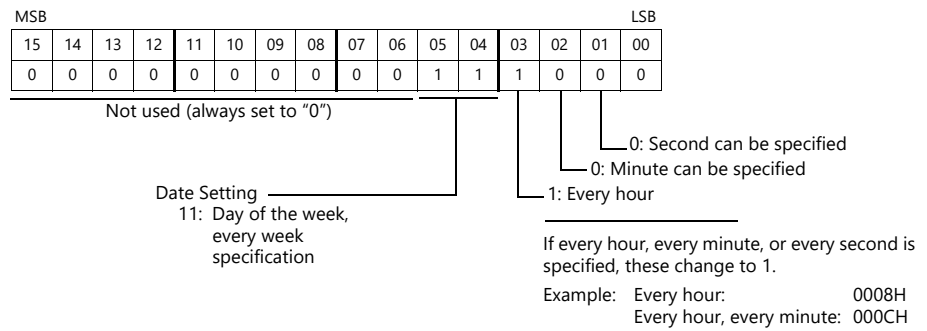 MSB LSB
15 14 13 12 11 10 09 08 07 06 05 04 03 02 01 00
0 0 0 0 0 0 0 0 0 0 1 1 1 0 0 0
Not used (always set to "0")
0: Second can be specified
0: Minute can be specified
1: Every hour
Date Setting
11: Day of the week,
every week
specification
If every hour, every minute, or every second is
specified, these change to 1.
Example: Every hour: 0008H
Every hour, every minute: 000CH